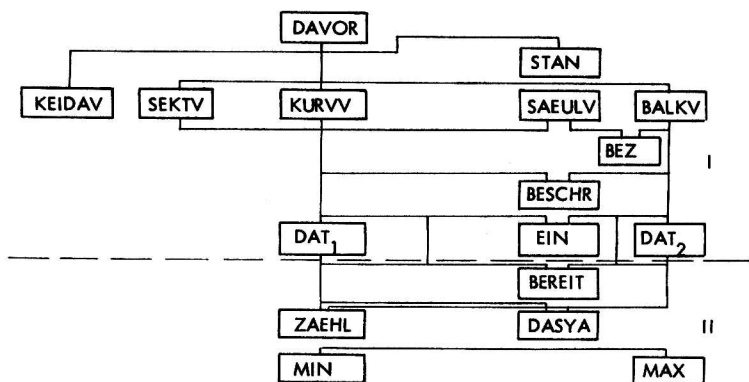 DAVOR
STAN
KEIDAV SEKTV KURVV SAEULV BALKV
BEZ
I
BESCHR
DAT1 EIN DAT2
BEREIT
ZAEHL DASYA II
MIN MAX